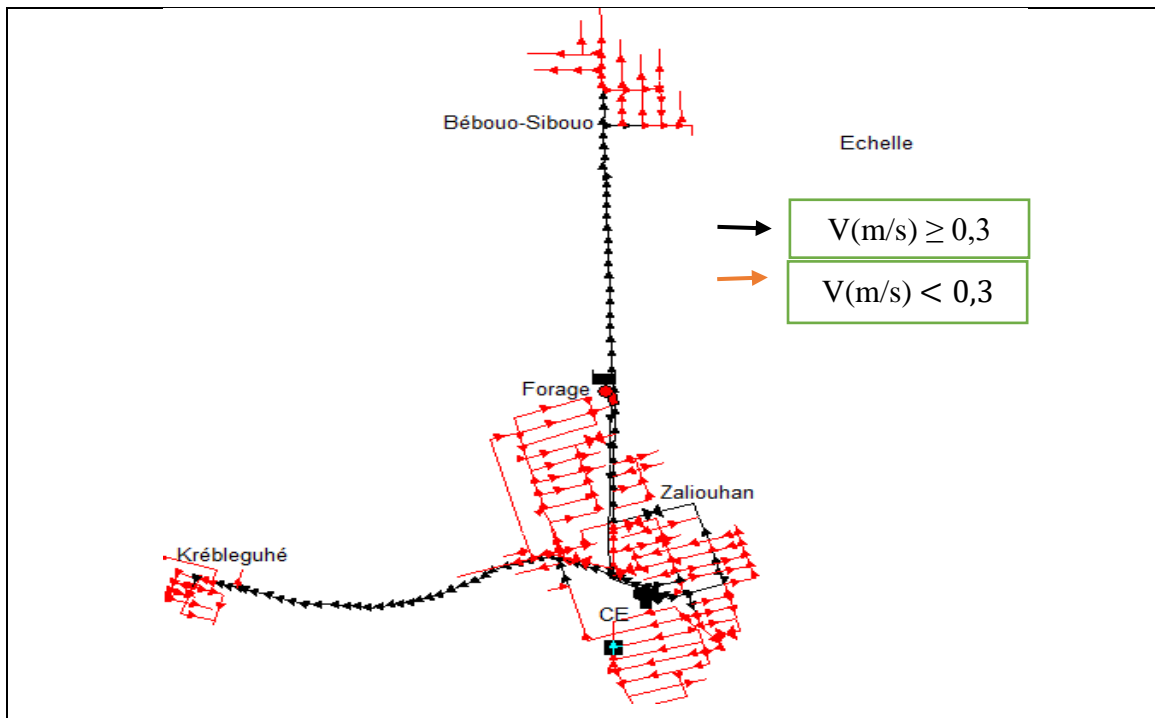 Bébouo-Sibouo
Echelle
V(m/s) ≥ 0,3
V(m/s) < 0,3
Forage
Zaliouhan
Krébleguhé
CE